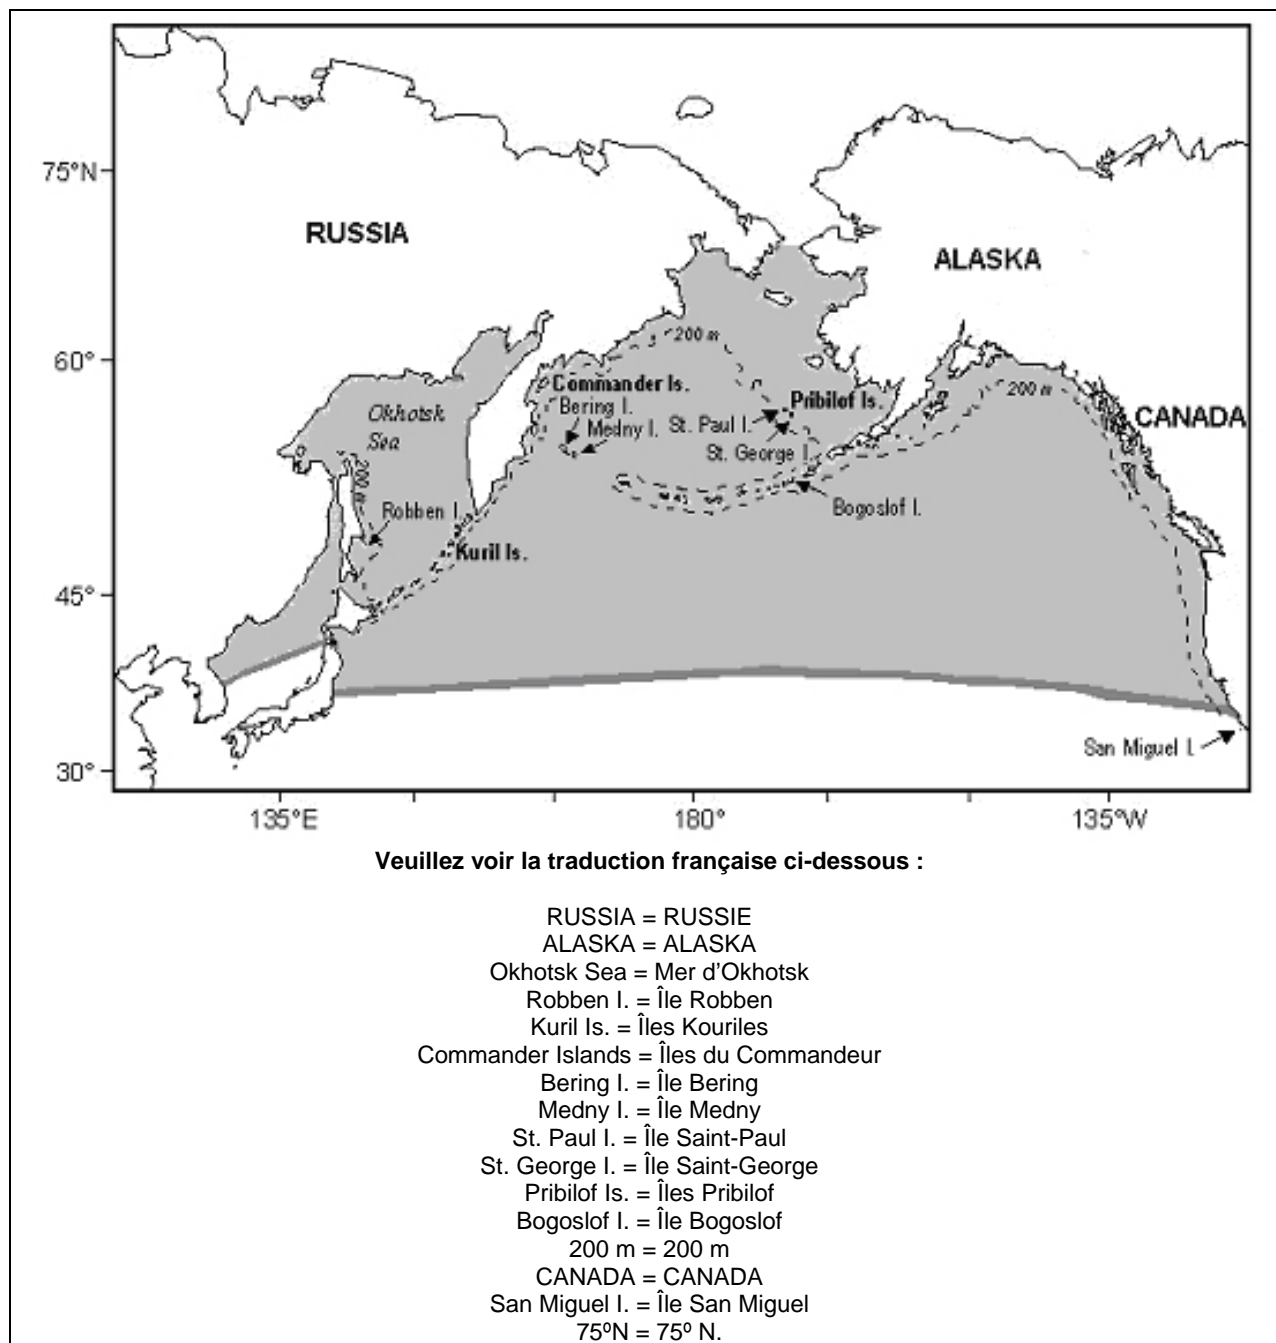 75°N
RUSSIA
ALASKA
60°
200 m
Commander Is.
Bering I.
Medny I.
Pribilof Is.
St. Paul I.
St. George I.
200 m
CANADA
Okhotsk
Sea
200 m
Robben I.
Bogoslof I.
Kuril Is.
45°
San Miguel I.
30°
135°E
180°
135°W
Veuillez voir la traduction française ci-dessous :
RUSSIA = RUSSIE
ALASKA = ALASKA
Okhotsk Sea = Mer d’Okhotsk
Robben I. = Île Robben
Kuril Is. = Îles Kouriles
Commander Islands = Îles du Commandeur
Bering I. = Île Bering
Medny I. = Île Medny
St. Paul I. = Île Saint-Paul
St. George I. = Île Saint-George
Pribilof Is. = Îles Pribilof
Bogoslof I. = Île Bogoslof
200 m = 200 m
CANADA = CANADA
San Miguel I. = Île San Miguel
75ºN = 75º N.